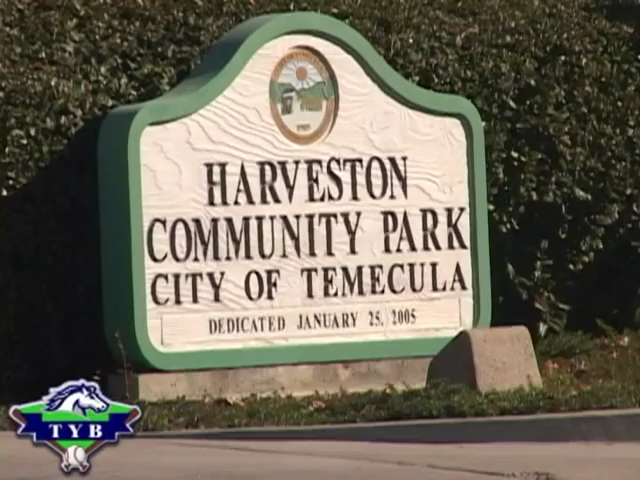 HARVESTON
COMMUNITY PARK
CITY OF TEMECULA
DEDICATED JANUARY 25, 2005
TYB